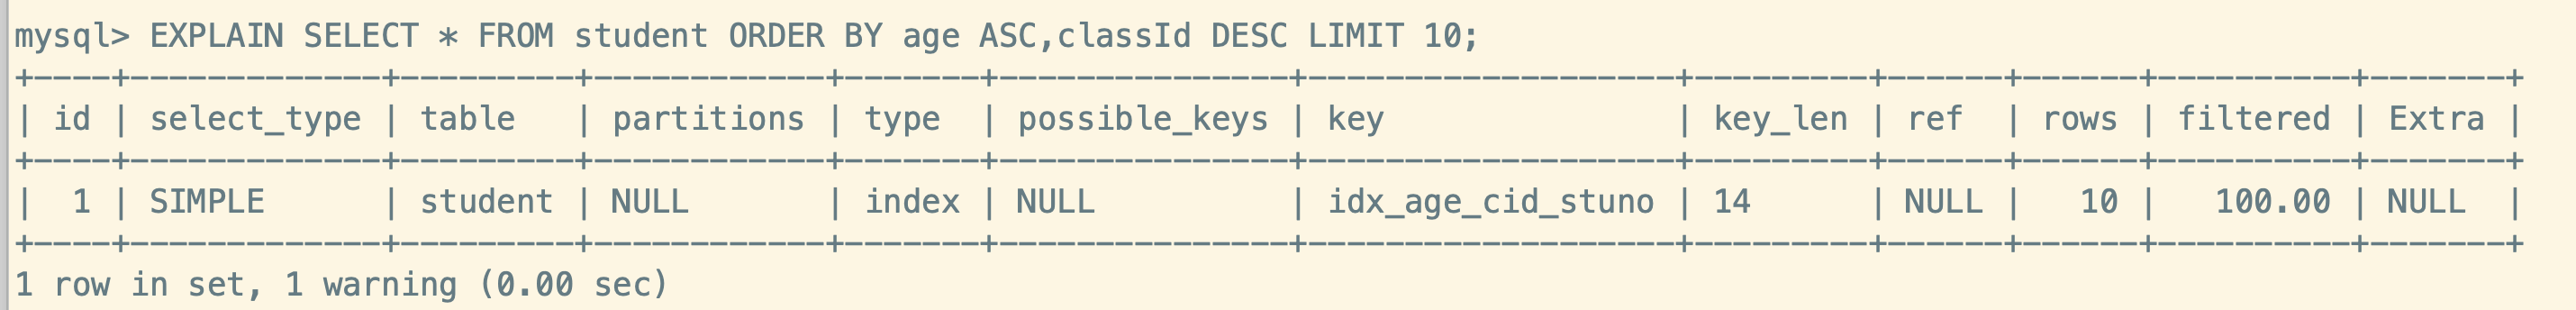 mysql> EXPLAIN SELECT * FROM student ORDER BY age ASC,classId DESC LIMIT 10;
+----+-------------+---------+------------+-------+---------------+------------------+---------+------+------+----------+-------+
| id | select_type | table   | partitions | type  | possible_keys | key              | key_len | ref  | rows | filtered | Extra |
+----+-------------+---------+------------+-------+---------------+------------------+---------+------+------+----------+-------+
|  1 | SIMPLE      | student | NULL       | index | NULL          | idx_age_cid_stuno | 14      | NULL |   10 |   100.00 | NULL  |
+----+-------------+---------+------------+-------+---------------+------------------+---------+------+------+----------+-------+
1 row in set, 1 warning (0.00 sec)